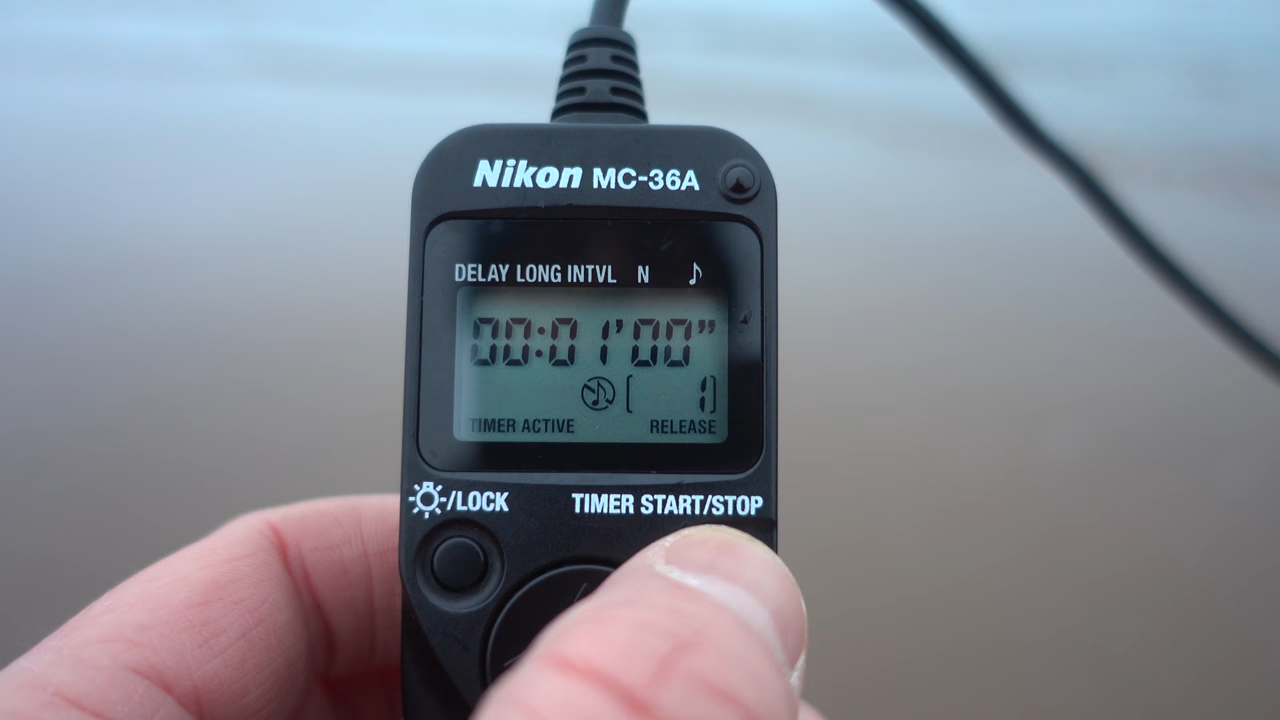 Nikon MC-36A
DELAY LONG INTVL N ♪
00:01’00”
[ 1]
TIMER ACTIVE RELEASE
/LOCK TIMER START/STOP